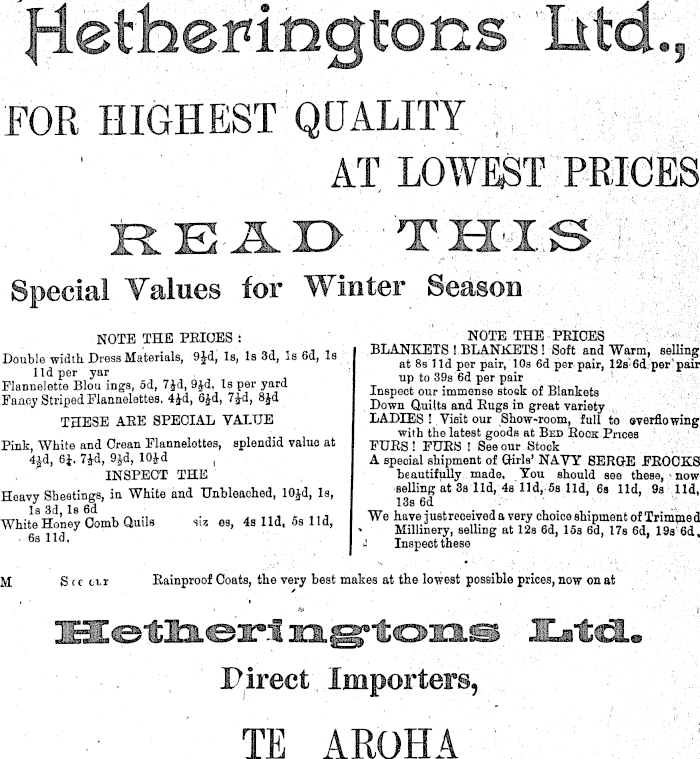 Hetheringtons Ltd.,
FOR HIGHEST QUALITY
AT LOWEST PRICES
READ THIS
Special Values for Winter Season
NOTE THE PRICES :
Double width Dress Materials, 9½d, 1s, 1s 3d, 1s 6d, 1s
11d per yar
Flannelette Blou ings, 5d, 7½d, 9½d. 1s per yard
Fancy Striped Flannelettes. 4½d, 6½d, 7½d, 8½d
THESE ARE SPECIAL VALUE
Pink, White and Crean Flannelottes, splendid value at
4½d, 6¼. 7½d, 9½d, 10½d
INSPECT THE
Heavy Sheetings, in White and Unbleached, 10½d, 1s,
1s 3d, 1s 6d
White Honey Comb Quils siz es, 4s 11d, 5s 11d,
6s 11d.
NOTE THE PRICES
BLANKETS ! BLANKETS ! Soft and Warm, selling
at 8s 11d per pair, 10s 6d per pair, 12s 6d per pair
up to 39s 6d per pair
Inspect our immense stock of Blankets
Down Quilts and Rugs in great variety
LADIES ! Visit our Show-room, full to overflowing
with the latest goods at BED ROCK PRICES
FURS ! FURS ! See our Stock
A special shipment of Girls' NAVY SERGE FROCKS
beautifully made. You should see these, now
selling at 3s 11d, 4s 11d, 5s 11d, 6s 11d, 9s 11d,
13s 6d
We have just received a very choice shipment of Trimmed
Millinery, selling at 12s 6d, 15s 6d, 17s 6d, 19s 6d.
Inspect these
M See our Rainproof Coats, the very best makes at the lowest possible prices, now on at
Hetheringtons Ltd.
Direct Importers,
TE AROHA